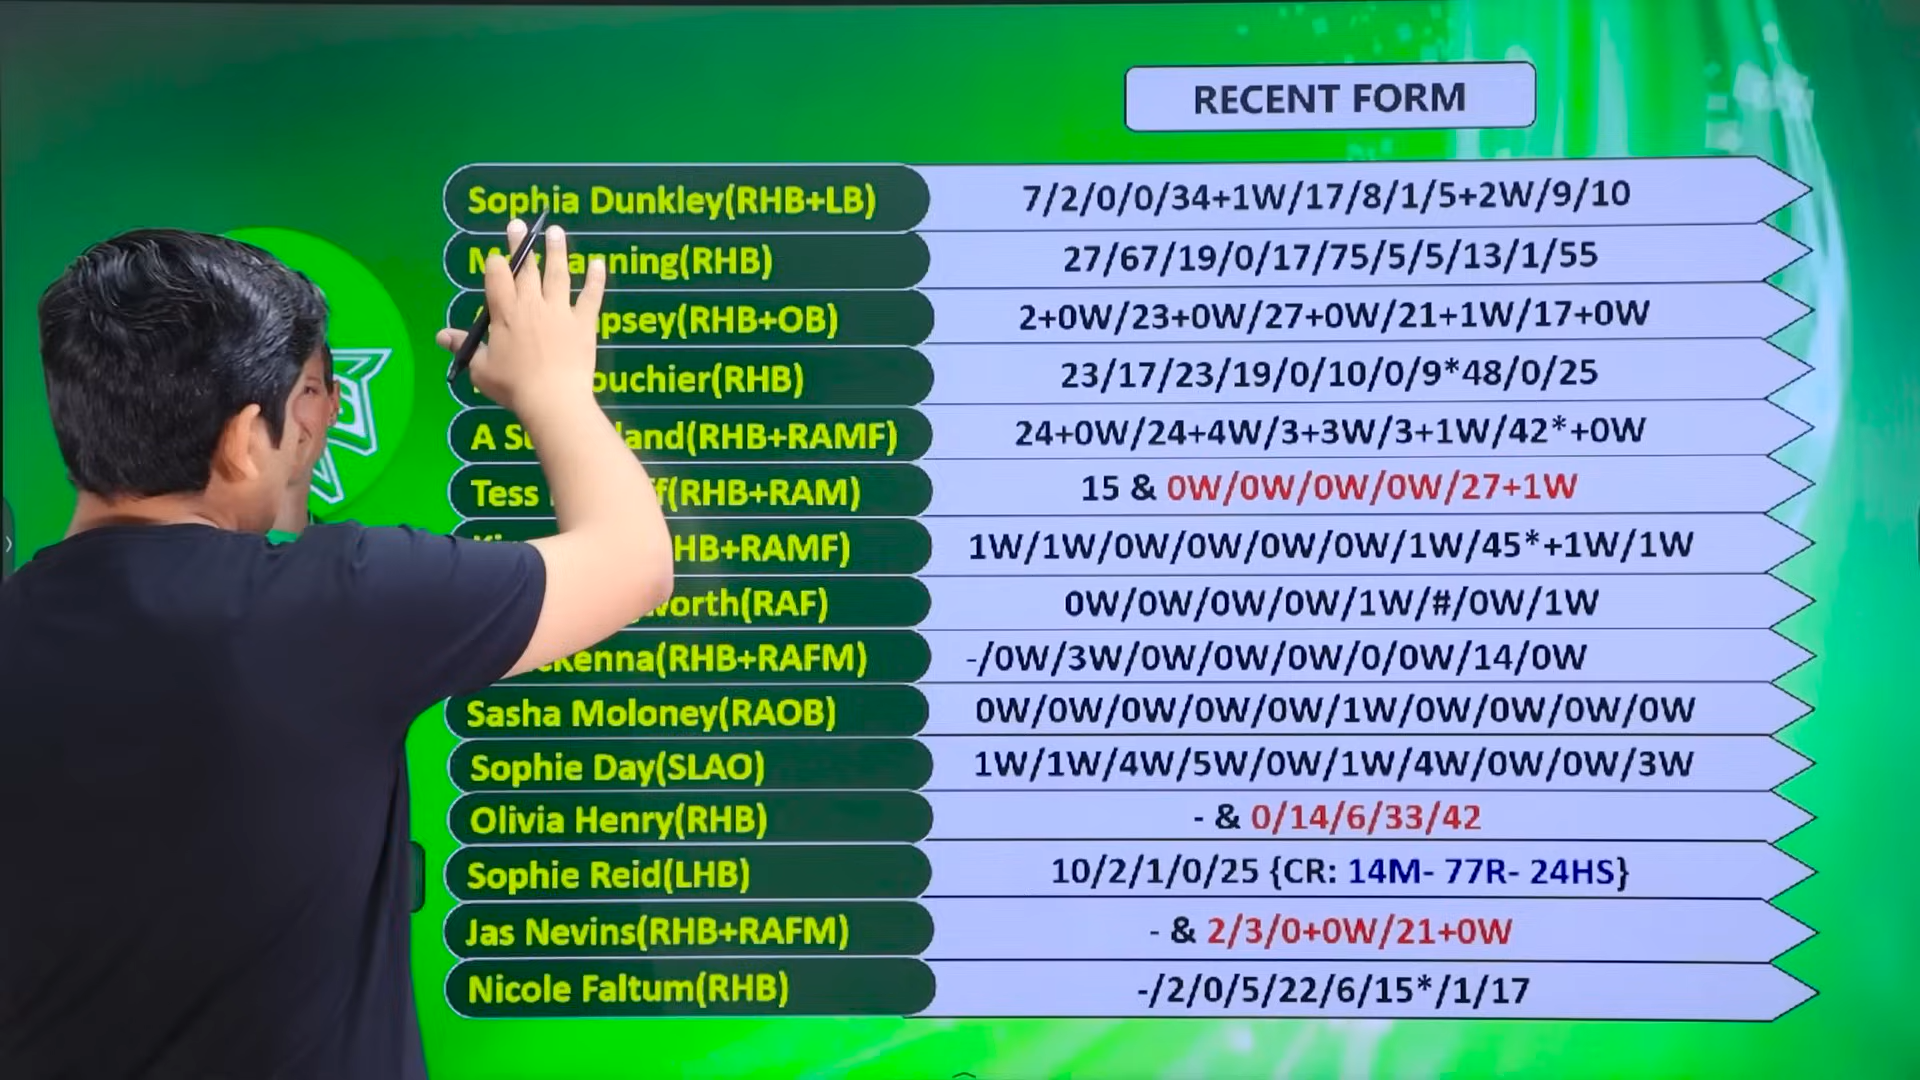 RECENT FORM
Sophia Dunkley(RHB+LB) 7/2/0/0/34+1W/17/8/1/5+2W/9/10
anning(RHB) 27/67/19/0/17/75/5/5/13/1/55
psey(RHB+OB) 2+0W/23+0W/27+0W/21+1W/17+0W
ouchier(RHB) 23/17/23/19/0/10/0/9*48/0/25
A S land(RHB+RAMF) 24+0W/24+4W/3+3W/3+1W/42*+0W
Tess f(RHB+RAM) 15 & 0W/0W/0W/0W/27+1W
HB+RAMF) 1W/1W/0W/0W/0W/0W/1W/45*+1W/1W
orth(RAF) 0W/0W/0W/0W/1W/#/0W/1W
Kenna(RHB+RAFM) -/0W/3W/0W/0W/0W/0/0W/14/0W
Sasha Moloney(RAOB) 0W/0W/0W/0W/0W/1W/0W/0W/0W/0W
Sophie Day(SLAO) 1W/1W/4W/5W/0W/1W/4W/0W/0W/3W
Olivia Henry(RHB) - & 0/14/6/33/42
Sophie Reid(LHB) 10/2/1/0/25 {CR: 14M- 77R- 24HS}
Jas Nevins(RHB+RAFM) - & 2/3/0+0W/21+0W
Nicole Faltum(RHB) -/2/0/5/22/6/15*/1/17